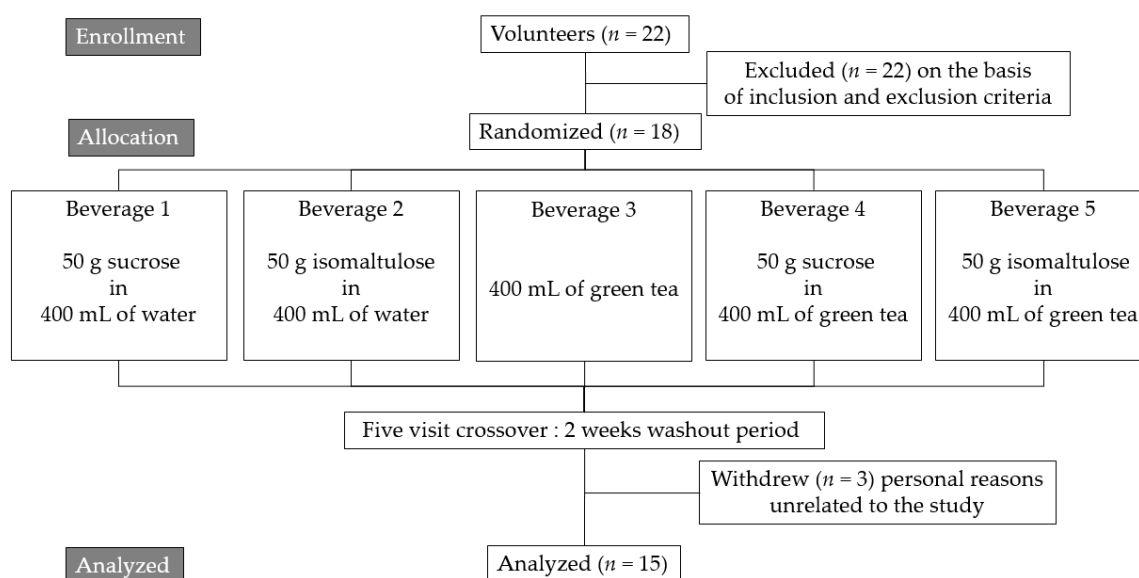 Enrollment
Volunteers (n = 22)
Excluded (n = 22) on the basis
of inclusion and exclusion criteria
Allocation
Randomized (n = 18)
Beverage 1
50 g sucrose
in
400 mL of water
Beverage 2
50 g isomaltulose
in
400 mL of water
Beverage 3
400 mL of green tea
Beverage 4
50 g sucrose
in
400 mL of green tea
Beverage 5
50 g isomaltulose
in
400 mL of green tea
Five visit crossover : 2 weeks washout period
Withdrew (n = 3) personal reasons
unrelated to the study
Analyzed
Analyzed (n = 15)